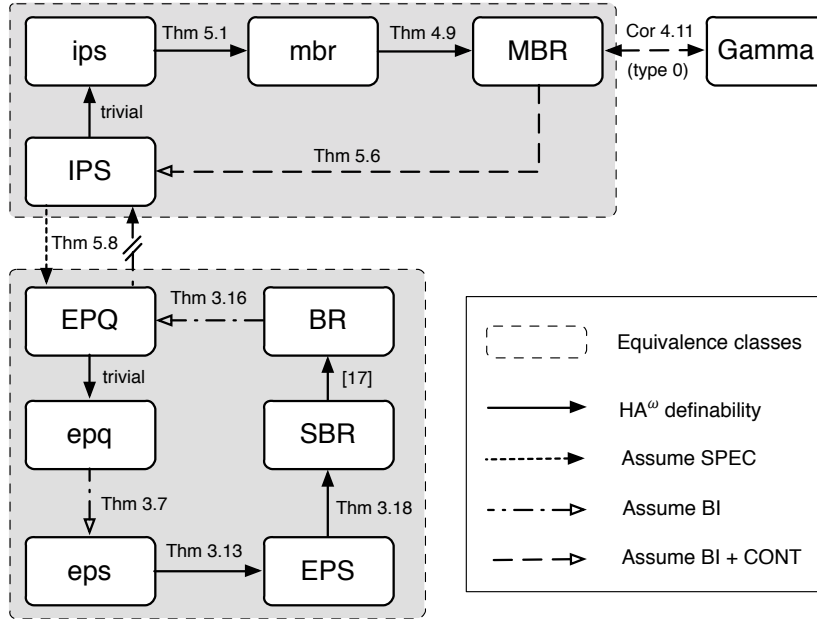 ips
Thm 5.1
mbr
Thm 4.9
MBR
Cor 4.11
(type 0)
Gamma
trivial
IPS
Thm 5.6
Thm 5.8
EPQ
Thm 3.16
BR
trivial
[17]
epq
SBR
Thm 3.7
Thm 3.18
eps
Thm 3.13
EPS
Equivalence classes
HA^ω definability
Assume SPEC
Assume BI
Assume BI + CONT